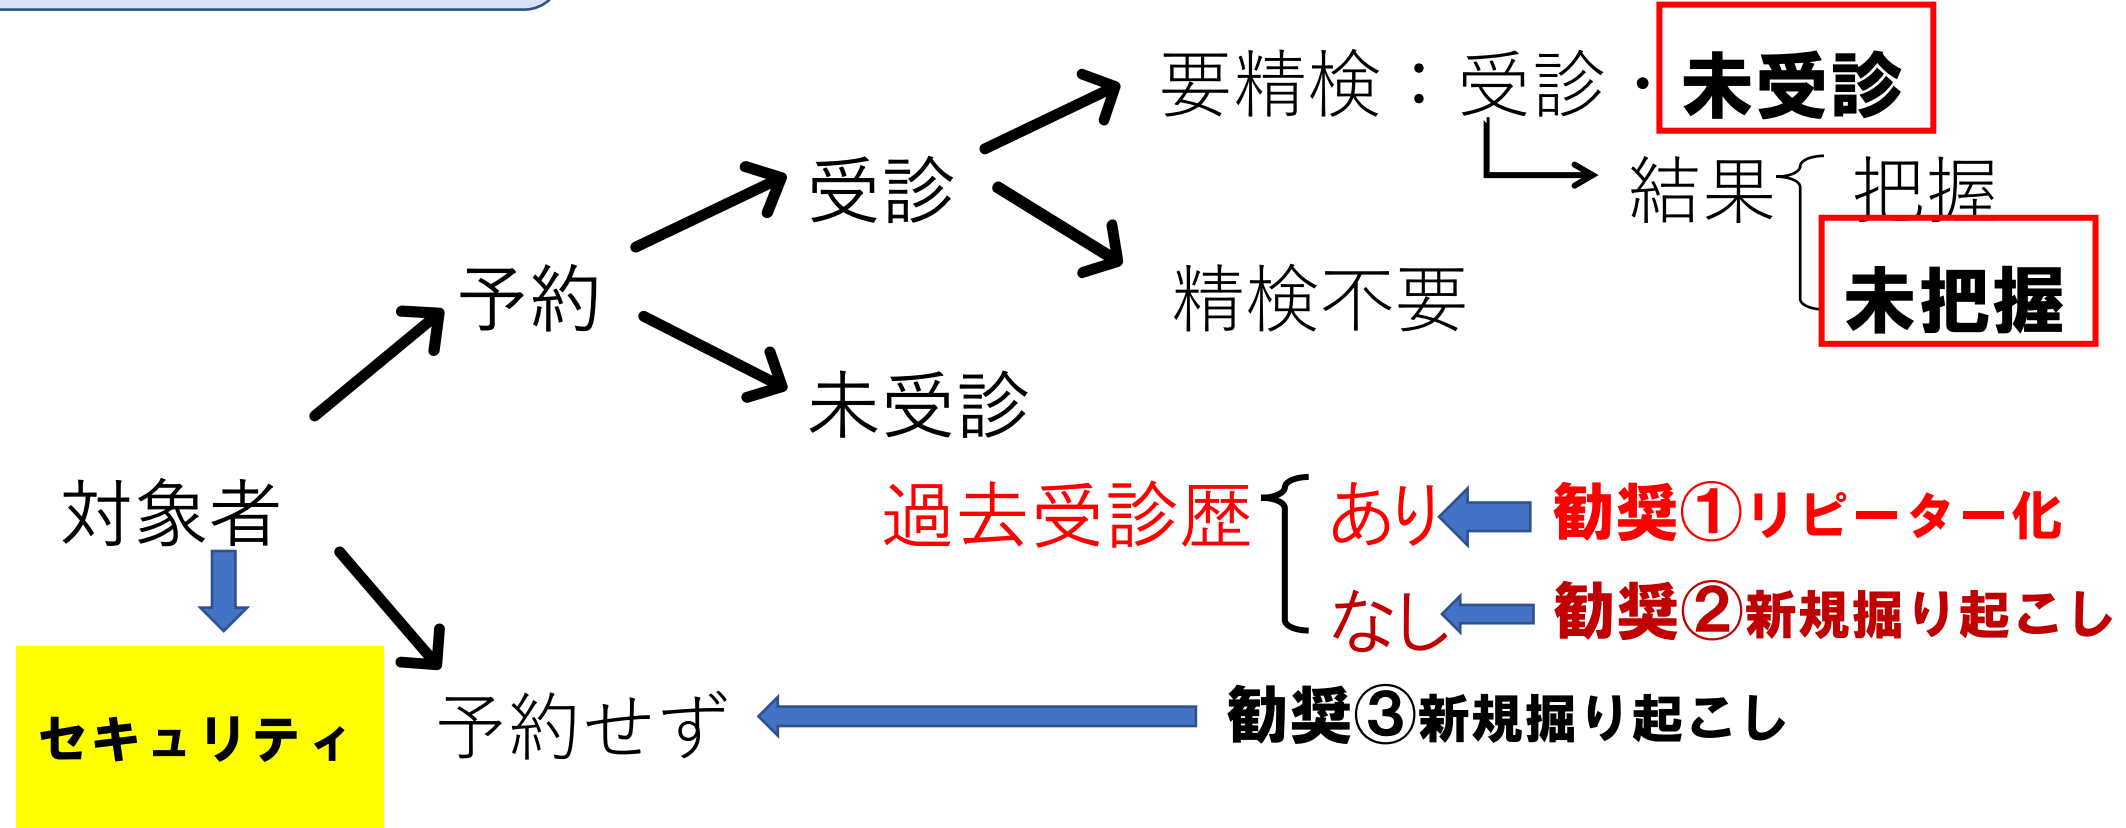 要精検：受診・未受診
受診
結果 把握
予約
精検不要
未把握
未受診
対象者
過去受診歴 あり 勧奨①リピーター化
なし 勧奨②新規掘り起こし
セキュリティ
予約せず
勧奨③新規掘り起こし